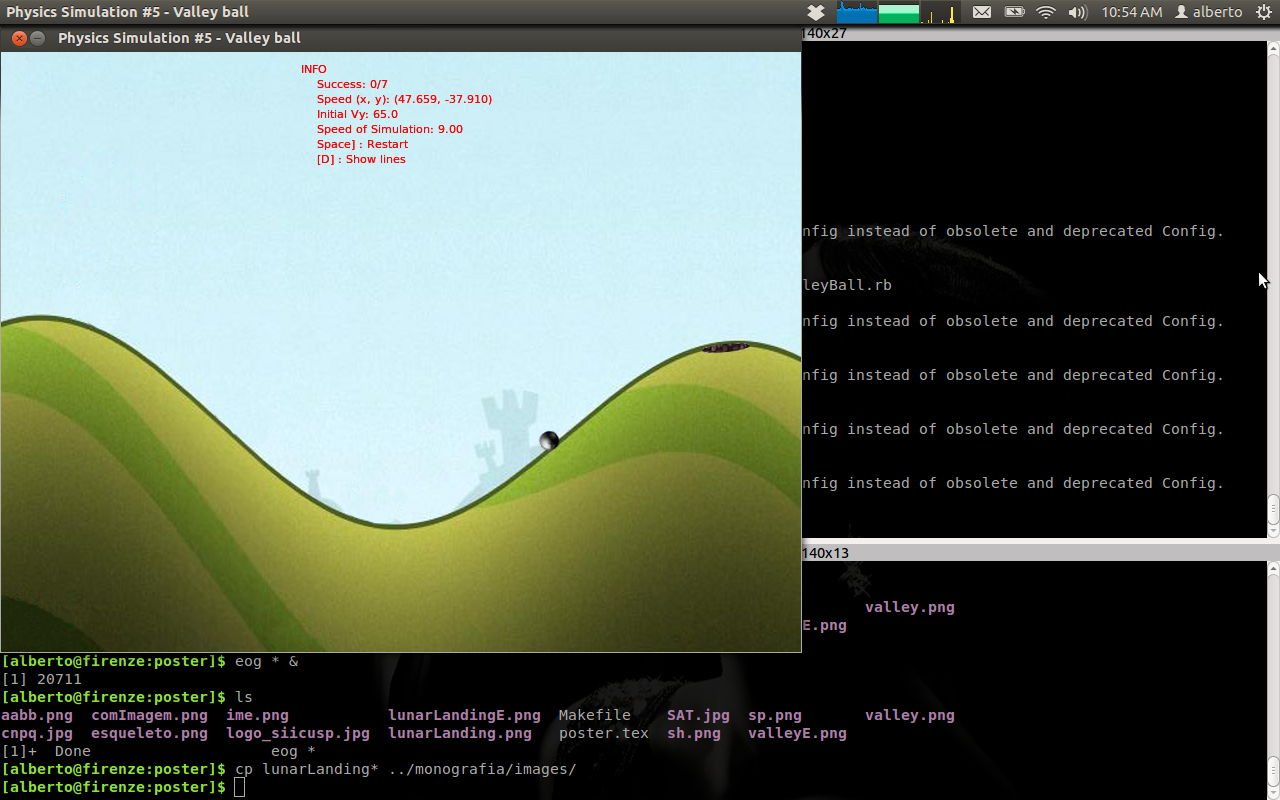 Physics Simulation #5 - Valley ball
10:54 AM alberto
Physics Simulation #5 - Valley ball
140x27
INFO
Success: 0/7
Speed (x, y): (47.659, -37.910)
Initial Vy: 65.0
Speed of Simulation: 9.00
Space] : Restart
[D] : Show lines
nfig instead of obsolete and deprecated Config.
leyBall.rb
nfig instead of obsolete and deprecated Config.
nfig instead of obsolete and deprecated Config.
nfig instead of obsolete and deprecated Config.
nfig instead of obsolete and deprecated Config.
140x13
valley.png
E.png
[alberto@firenze:poster]$ eog * &
[1] 20711
[alberto@firenze:poster]$ ls
aabb.png comImagem.png ime.png lunarLandingE.png Makefile SAT.jpg sp.png valley.png
cnpq.jpg esqueleto.png logo_siicusp.jpg lunarLanding.png poster.tex sh.png valleyE.png
[1]+ Done eog *
[alberto@firenze:poster]$ cp lunarLanding* ../monografia/images/
[alberto@firenze:poster]$